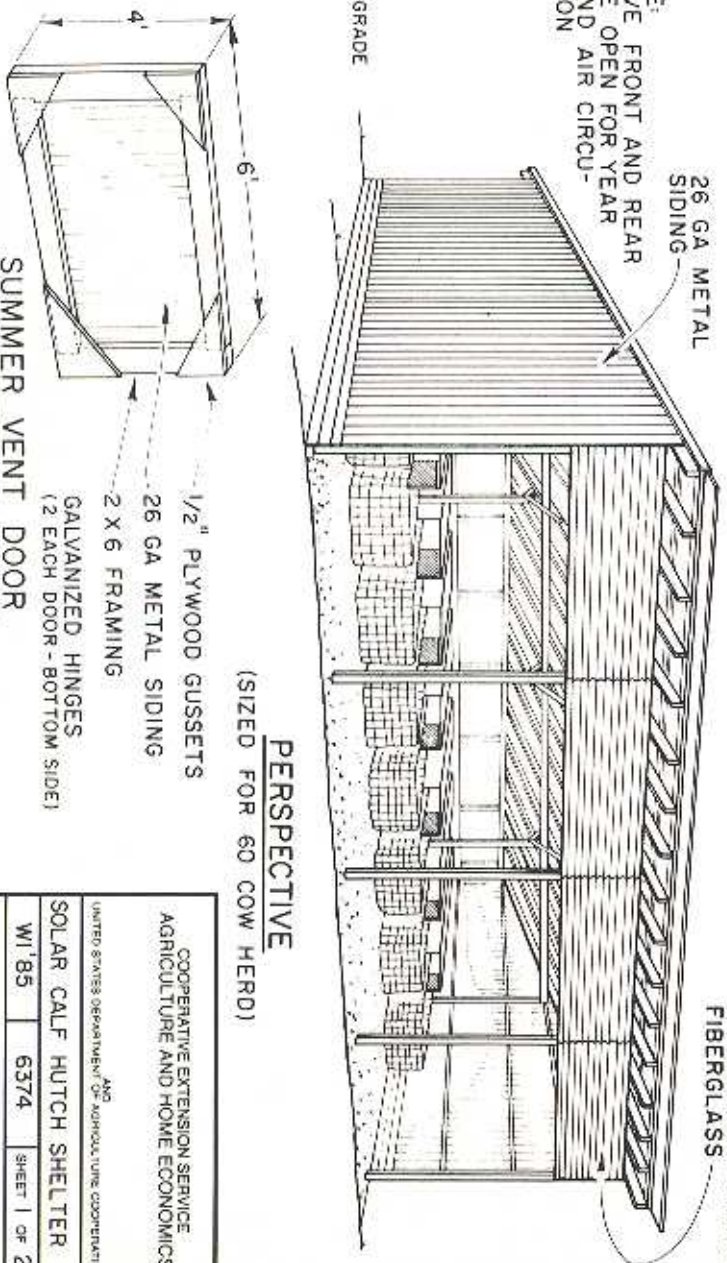 E:
VE FRONT AND REAR
E OPEN FOR YEAR
ND AIR CIRCU-
ON
26 GA METAL
SIDING
FIBERGLASS
GRADE
4'
6'
PERSPECTIVE
(SIZED FOR 60 COW HERD)
1/2" PLYWOOD GUSSETS
26 GA METAL SIDING
2 X 6 FRAMING
GALVANIZED HINGES
(2 EACH DOOR - BOTTOM SIDE)
SUMMER VENT DOOR
COOPERATIVE EXTENSION SERVICE
AGRICULTURE AND HOME ECONOMICS
AND
UNITED STATES DEPARTMENT OF AGRICULTURE COOPERATI
SOLAR CALF HUTCH SHELTER
WI '85 6374 SHEET 1 OF 2